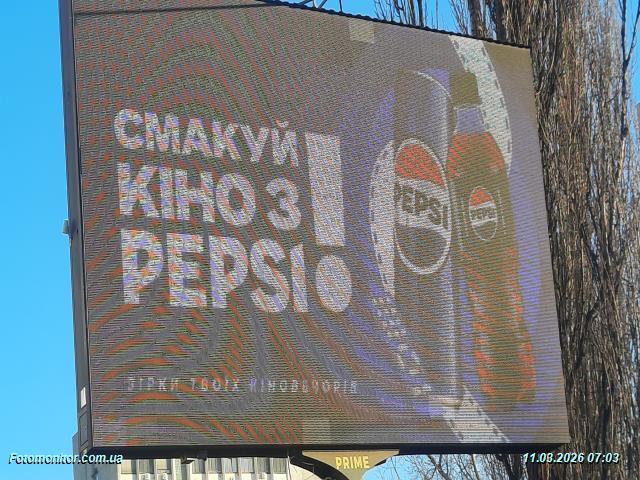 СМАКУЙ
КІНО З
PEPSI!
PEPSI
PEPSI
ЗІРКИ ТВОЇХ КІНОВЕЧОРІВ
PRIME
Fotomonitor.com.ua
11.03.2026 07:03